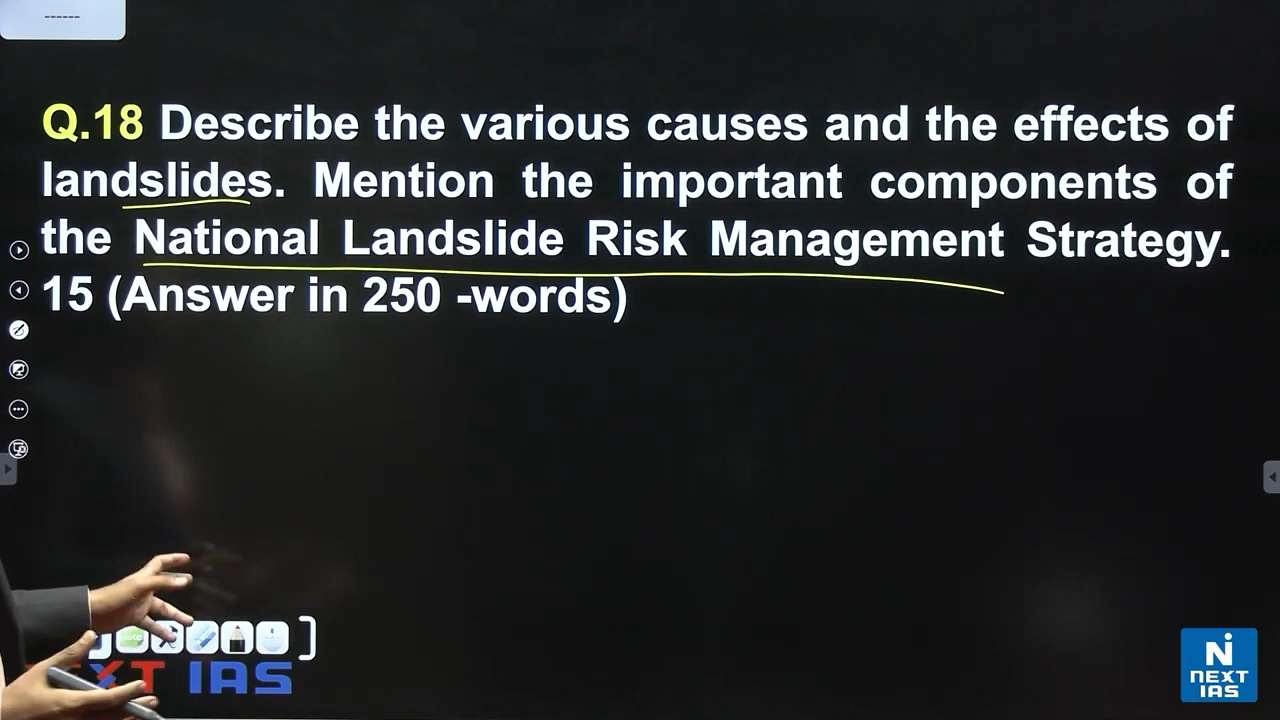 ------
Q.18 Describe the various causes and the effects of
landslides. Mention the important components of
the National Landslide Risk Management Strategy.
15 (Answer in 250 -words)
NEXT IAS
N
NEXT
IAS